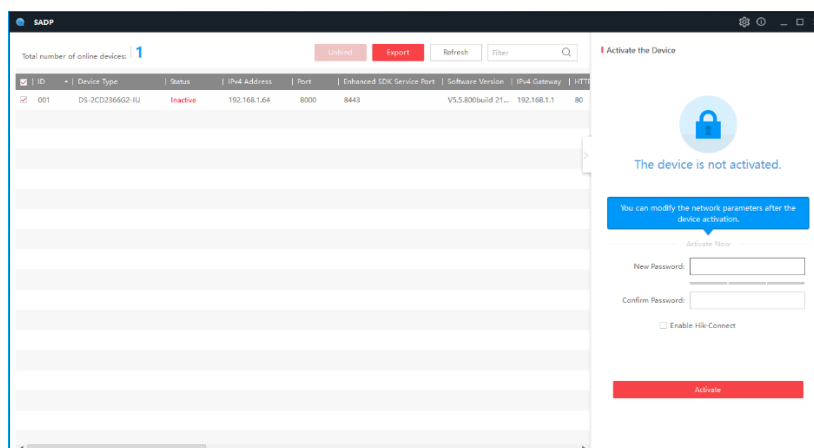 SADP
Total number of online devices: 1
Unbind Export Refresh Filter
ID Device Type Status IPv4 Address Port Enhanced SDK Service Port Software Version IPv4 Gateway HTTP
001 DS-2CD2366G2-IU Inactive 192.168.1.64 8000 8443 V5.5.800build 21... 192.168.1.1 80
Activate the Device
The device is not activated.
You can modify the network parameters after the
device activation.
Activate Now
New Password:
Confirm Password:
Enable Hik-Connect
Activate